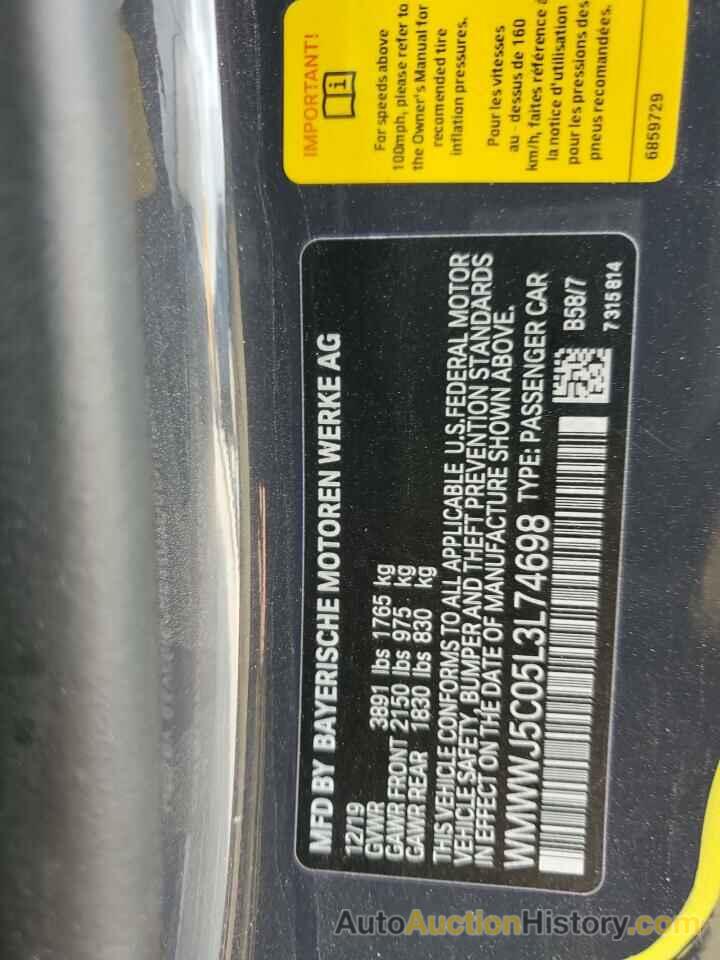 IMPORTANT!
i
For speeds above
100mph, please refer to
the Owner's Manual for
recomended tire
inflation pressures.
Pour les vitesses
au - dessus de 160
km/h, faites référence à
la notice d'utilisation
pour les pressions des
pneus recomandées.
6859729
MFD BY BAYERISCHE MOTOREN WERKE AG
12/19
GVWR 3891 lbs 1765 kg
GAWR FRONT 2150 lbs 975 kg
GAWR REAR 1830 lbs 830 kg
THIS VEHICLE CONFORMS TO ALL APPLICABLE U.S.FEDERAL MOTOR
VEHICLE SAFETY, BUMPER AND THEFT PREVENTION STANDARDS
IN EFFECT ON THE DATE OF MANUFACTURE SHOWN ABOVE.
WMWWJ5C05L3L74698 TYPE: PASSENGER CAR
B58/7
7315814
AutoAuctionHistory.com